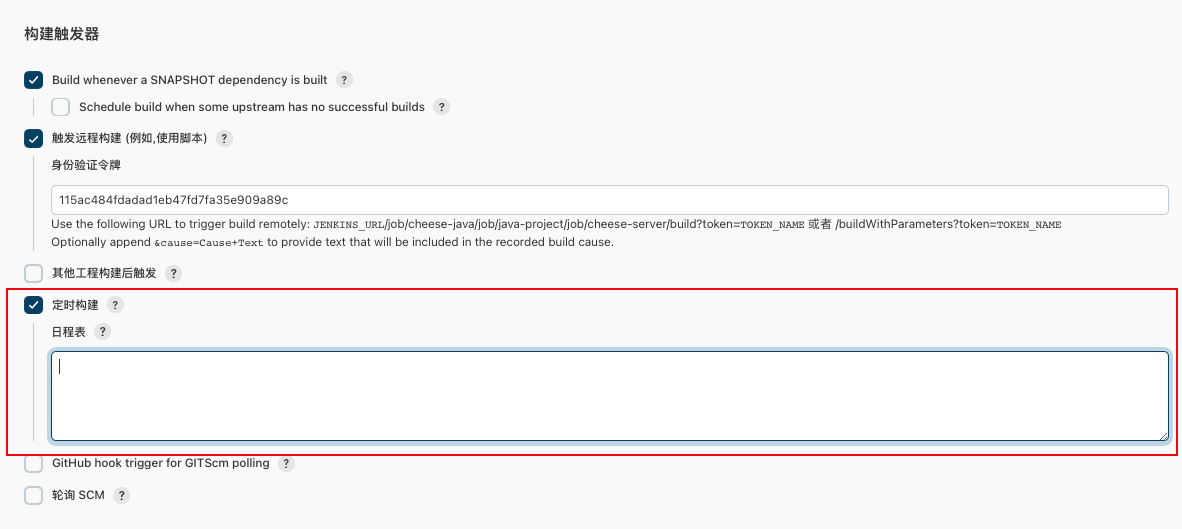 构建触发器
Build whenever a SNAPSHOT dependency is built ?
Schedule build when some upstream has no successful builds ?
触发远程构建 (例如,使用脚本) ?
身份验证令牌
115ac484fdadad1eb47fd7fa35e909a89c
Use the following URL to trigger build remotely: JENKINS_URL/job/cheese-java/job/java-project/job/cheese-server/build?token=TOKEN_NAME 或者 /buildWithParameters?token=TOKEN_NAME
Optionally append &cause=Cause+Text to provide text that will be included in the recorded build cause.
其他工程构建后触发 ?
定时构建 ?
日程表 ?
GitHub hook trigger for GITScm polling ?
轮询 SCM ?